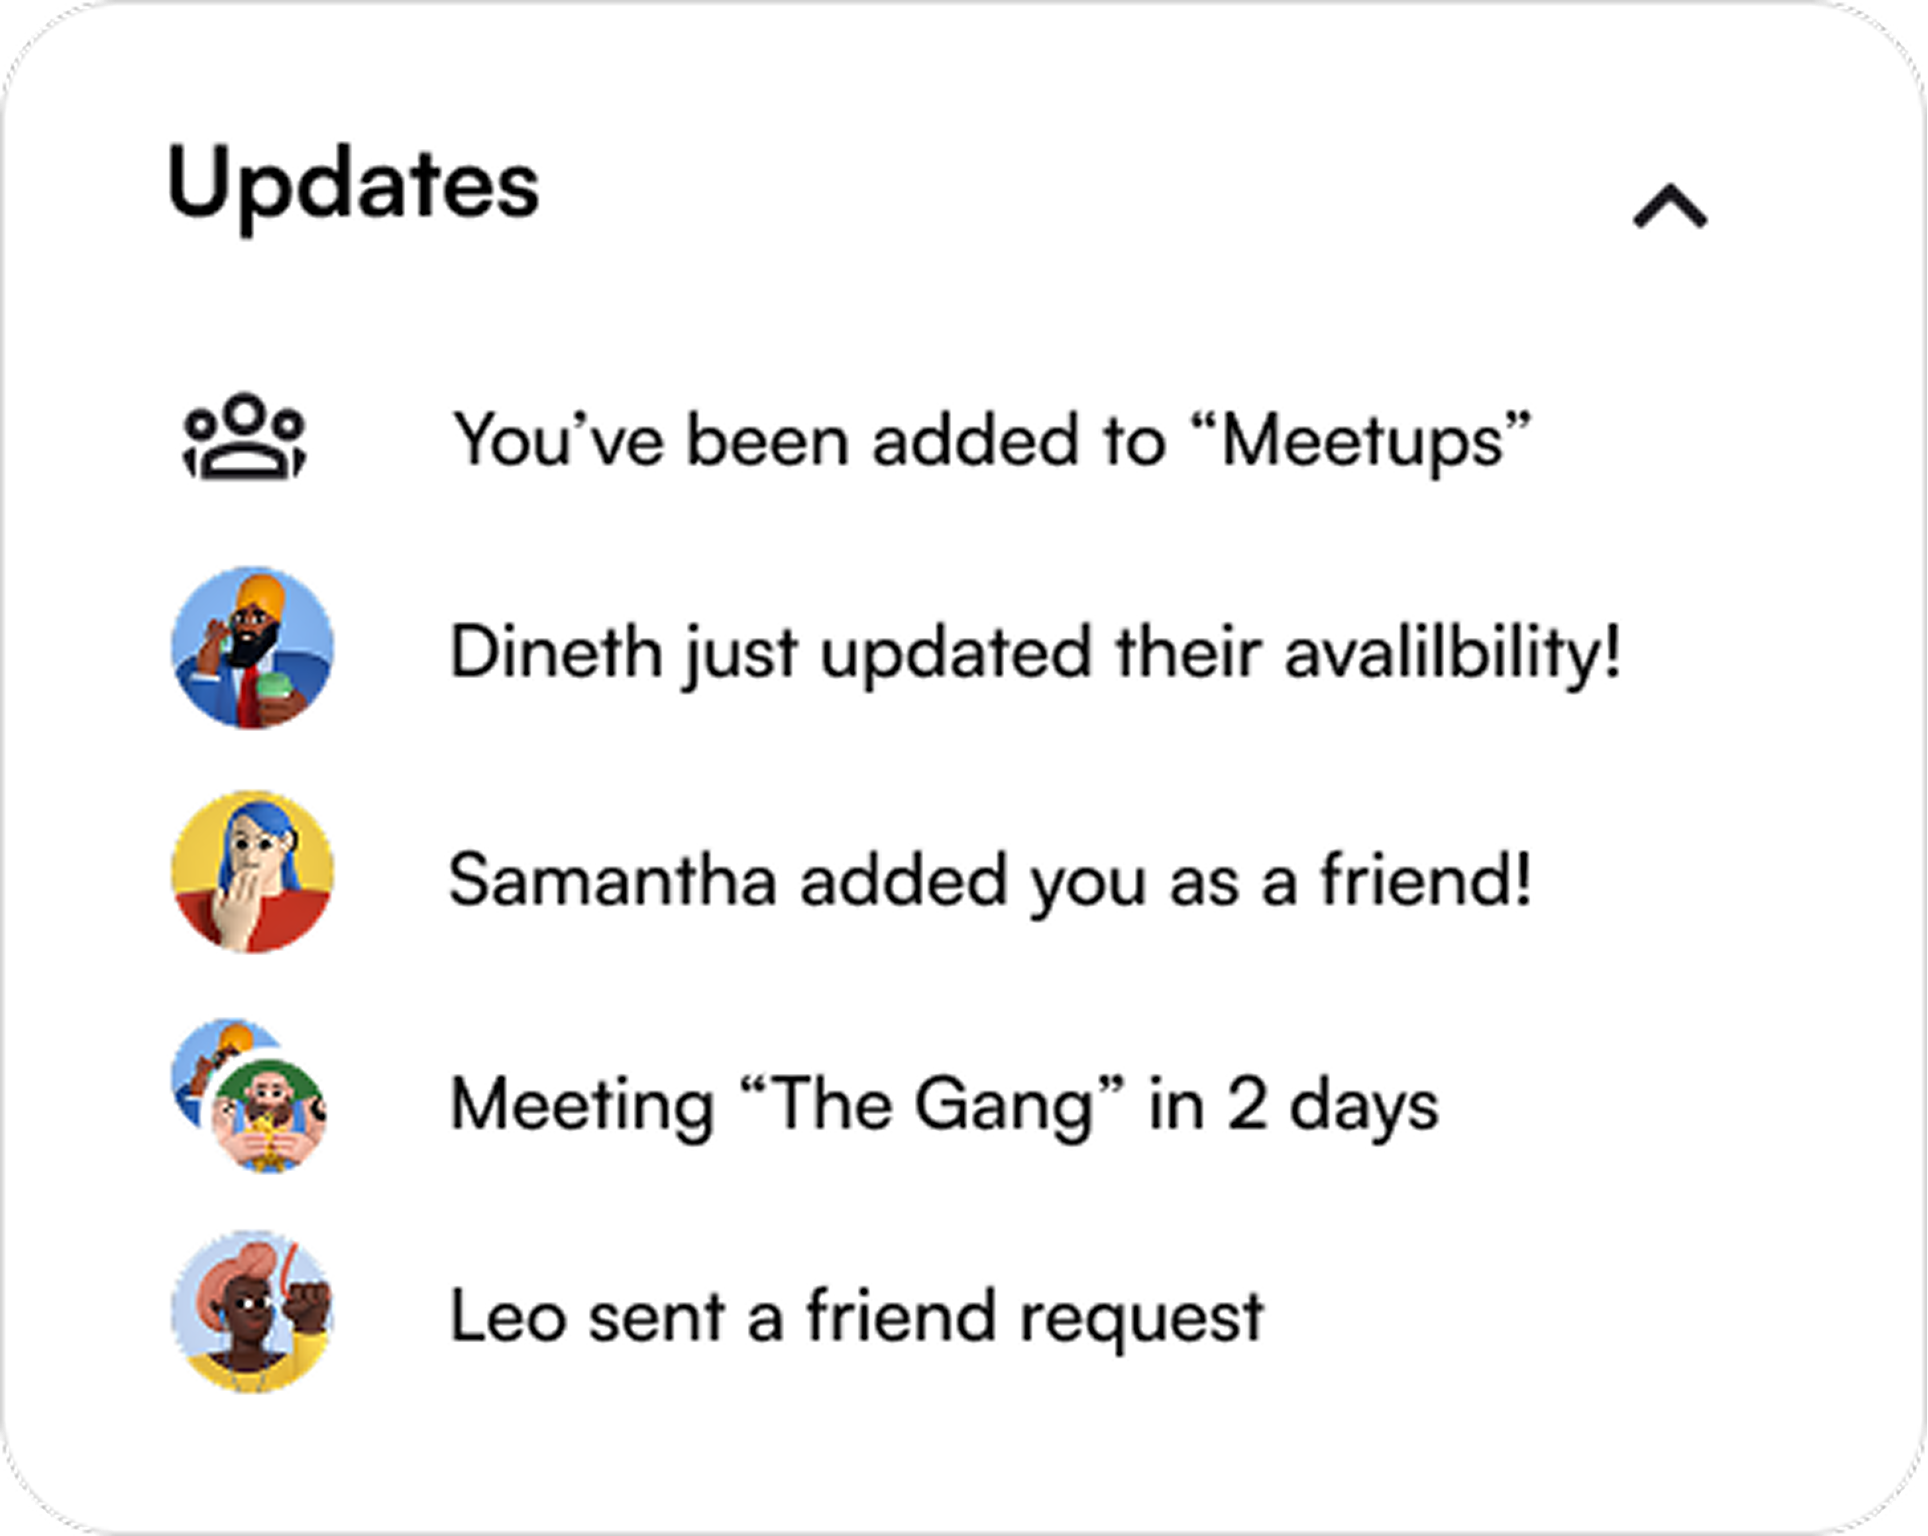 Updates
You’ve been added to “Meetups”
Dineth just updated their avalilbility!
Samantha added you as a friend!
Meeting “The Gang” in 2 days
Leo sent a friend request